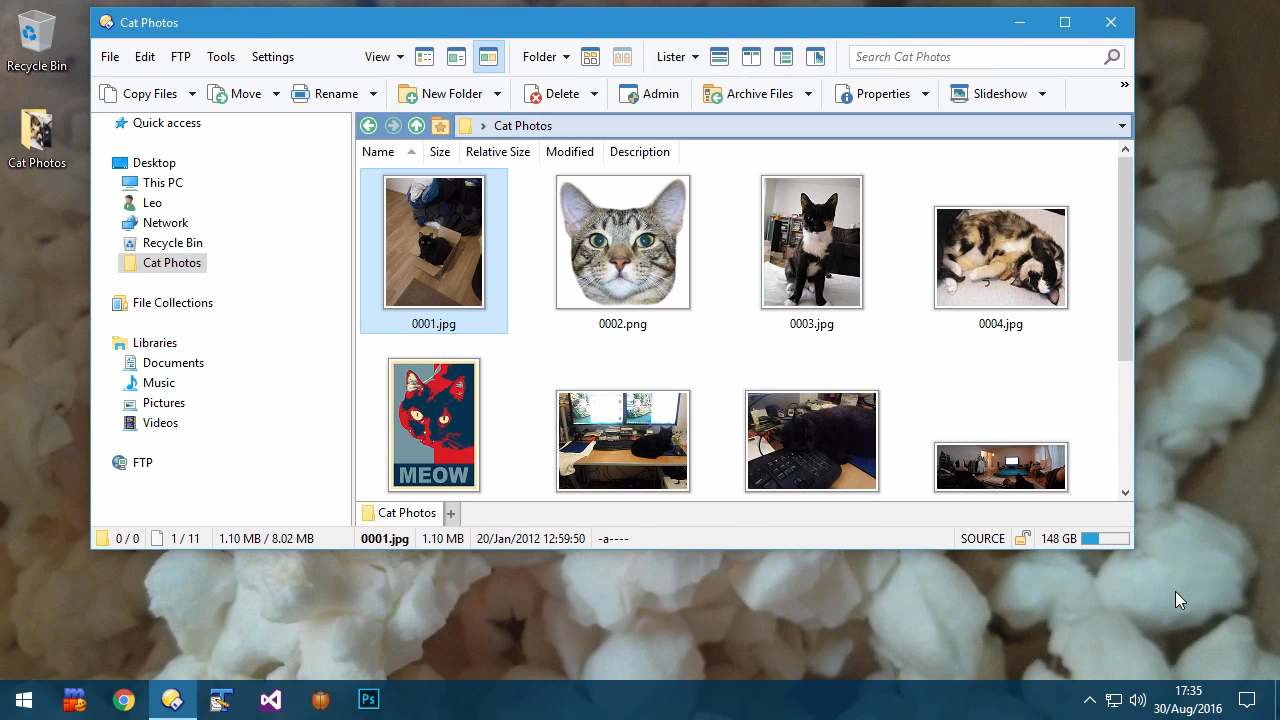 Recycle Bin
Cat Photos
Cat Photos
File Edit FTP Tools Settings View Folder Lister Search Cat Photos
Copy Files Move Rename New Folder Delete Admin Archive Files Properties Slideshow »
Quick access
Desktop
This PC
Leo
Network
Recycle Bin
Cat Photos
File Collections
Libraries
Documents
Music
Pictures
Videos
FTP
Cat Photos
Name Size Relative Size Modified Description
0001.jpg 0002.png 0003.jpg 0004.jpg
MEOW
Cat Photos +
0 / 0 1 / 11 1.10 MB / 8.02 MB 0001.jpg 1.10 MB 20/Jan/2012 12:59:50 -a---- SOURCE 148 GB
Ps
17:35
30/Aug/2016